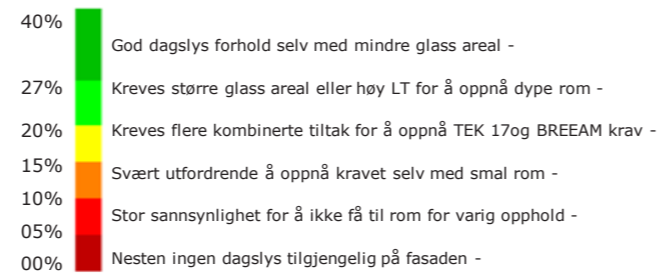 40%
God dagslys forhold selv med mindre glass areal -
27%
Kreves større glass areal eller høy LT for å oppnå dype rom -
20%
Kreves flere kombinerte tiltak for å oppnå TEK 17og BREEAM krav -
15%
Svært utfordrende å oppnå kravet selv med smal rom -
10%
Stor sannsynlighet for å ikke få til rom for varig opphold -
05%
Nesten ingen dagslys tilgjengelig på fasaden -
00%